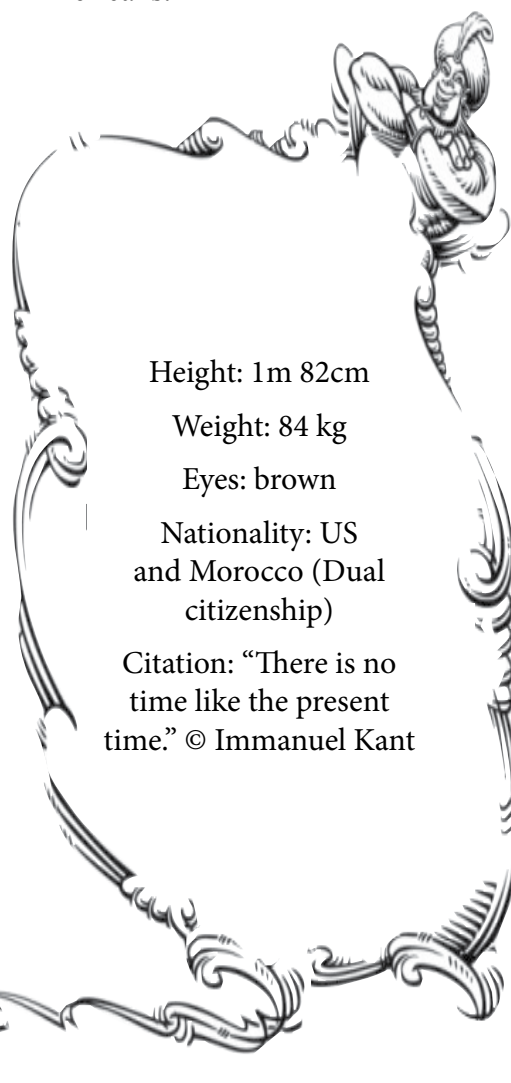 Height: 1m 82cm
Weight: 84 kg
Eyes: brown
Nationality: US
and Morocco (Dual
citizenship)
Citation: “There is no
time like the present
time.” © Immanuel Kant